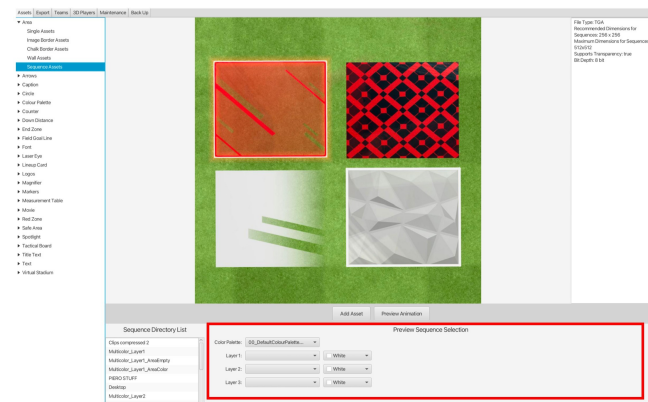 Assets Export Teams 3D Players Maintenance Back Up
Area
Single Assets
Image Border Assets
Chalk Border Assets
Wall Assets
Sequence Assets
Arrows
Caption
Circle
Colour Palette
Counter
Down Distance
End Zone
Field Goal Line
Font
Laser Eye
Lineup Card
Logos
Magnifier
Markers
Measurement Table
Movie
Red Zone
Safe Area
Spotlight
Tactical Board
Title Text
Text
Virtual Stadium
File Type: TGA
Recommended Dimensions for
Sequences: 256 x 256
Maximum Dimensions for Sequences
512x512
Supports Transparency: true
Bit Depth: 8 bit
Add Asset Preview Animation
Sequence Directory List
Clips compressed 2
Multicolor_Layer1
Multicolor_Layer1_AreaEmpty
Multicolor_Layer1_AreaColor
PIERO STUFF
Desktop
Multicolor_Layer2
Preview Sequence Selection
Color Palette: 00_DefaultColourPalette...
Layer 1: White
Layer 2: White
Layer 3: White